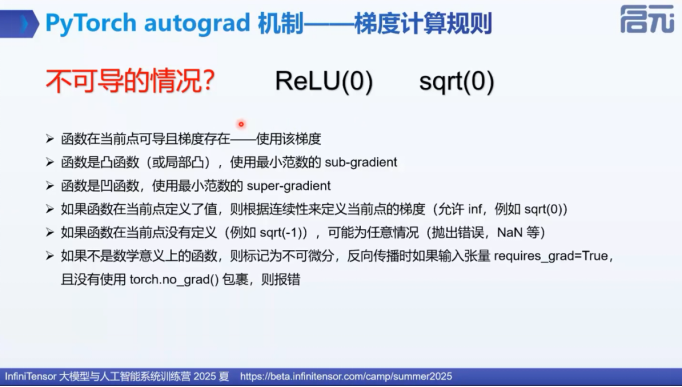 PyTorch autograd 机制——梯度计算规则
启元
不可导的情况? ReLU(0) sqrt(0)
➢ 函数在当前点可导且梯度存在——使用该梯度
➢ 函数是凸函数（或局部凸），使用最小范数的 sub-gradient
➢ 函数是凹函数，使用最小范数的 super-gradient
➢ 如果函数在当前点定义了值，则根据连续性来定义当前点的梯度（允许 inf，例如 sqrt(0)）
➢ 如果函数在当前点没有定义（例如 sqrt(-1)），可能为任意情况（抛出错误，NaN 等）
➢ 如果不是数学意义上的函数，则标记为不可微分，反向传播时如果输入张量 requires_grad=True，
且没有使用 torch.no_grad() 包裹，则报错
InfiniTensor 大模型与人工智能系统训练营 2025 夏 https://beta.infinitensor.com/camp/summer2025